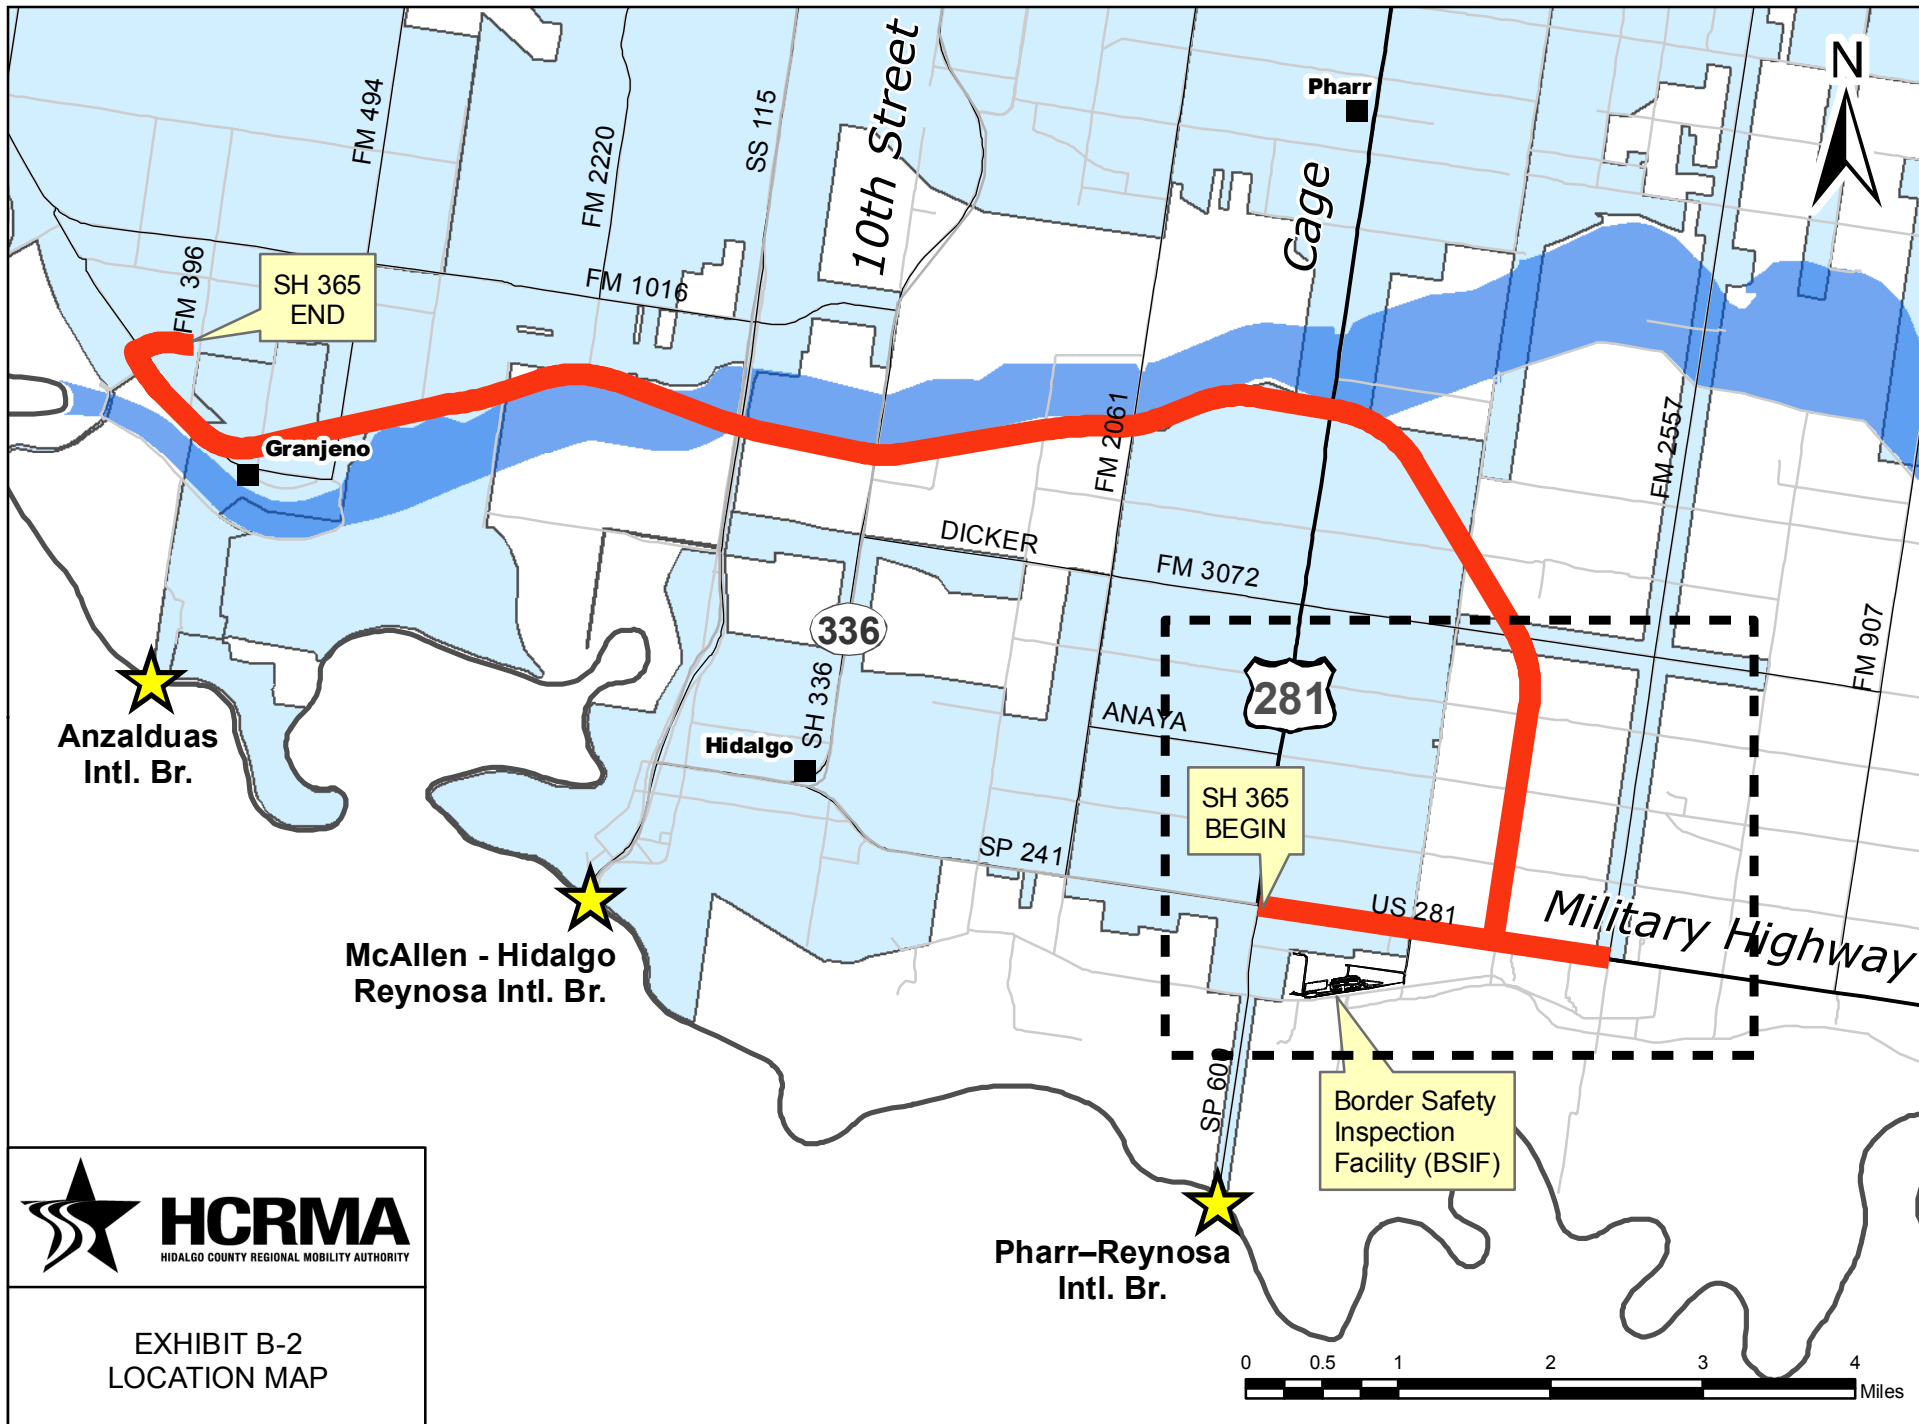 N
Pharr
FM 494
SS 115
10th Street
FM 2220
Cage
FM 396
SH 365
END
FM 1016
Granjeno
FM 2061
FM 2557
DICKER
FM 3072
336
FM 907
281
ANAYA
SH 336
Hidalgo
Anzalduas
Intl. Br.
SH 365
BEGIN
SP 241
US 281
Military Highway
McAllen - Hidalgo
Reynosa Intl. Br.
SP 600
Border Safety
Inspection
Facility (BSIF)
Pharr–Reynosa
Intl. Br.
HCRMA
HIDALGO COUNTY REGIONAL MOBILITY AUTHORITY
EXHIBIT B-2
LOCATION MAP
0 0.5 1 2 3 4
Miles